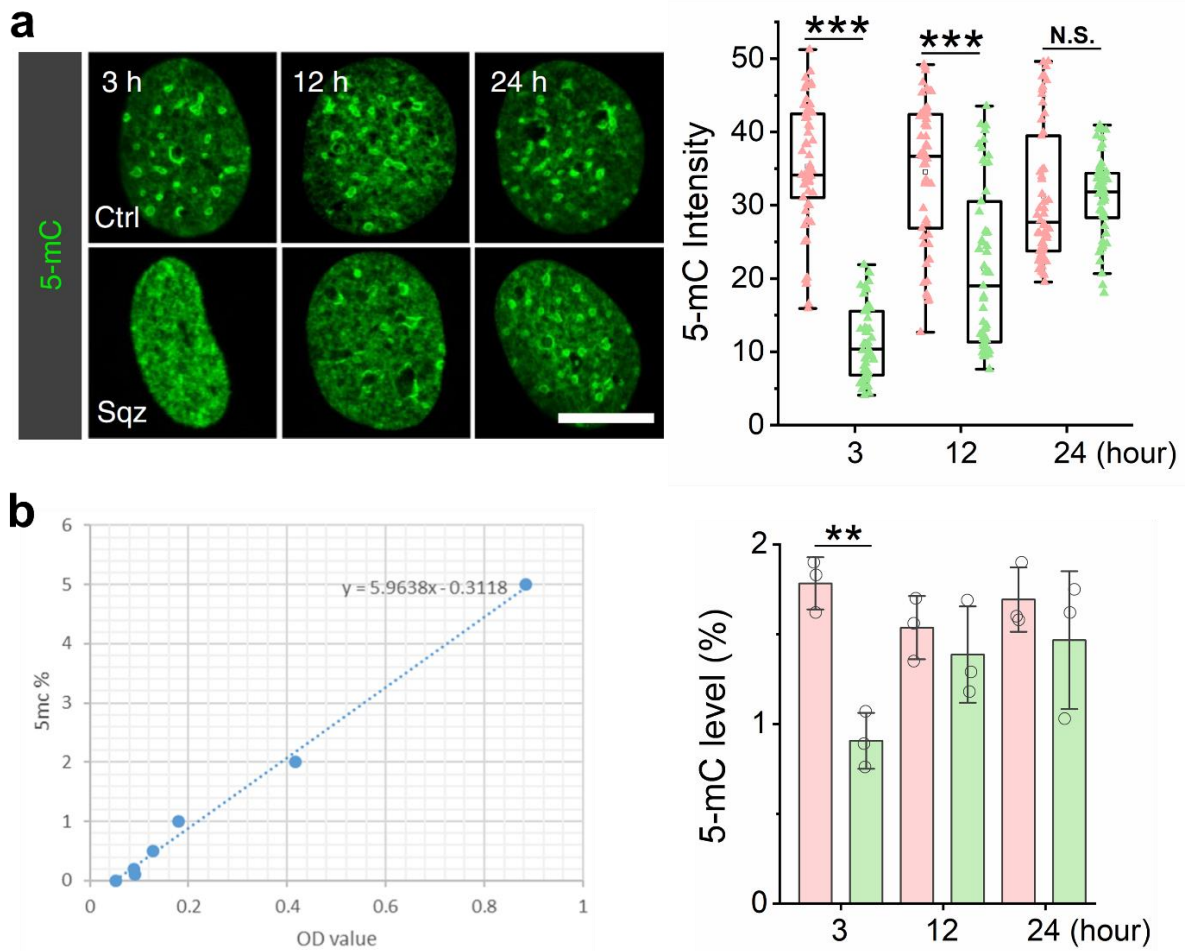 a
5-mC
3 h
12 h
24 h
Ctrl
Sqz
***
***
N.S.
5-mC Intensity
50
40
30
20
10
0
3
12
24 (hour)
b
6
5
4
3
2
1
0
5mc %
y = 5.9638x - 0.3118
0
0.2
0.4
0.6
0.8
1
OD value
**
5-mC level (%)
2
1
0
3
12
24 (hour)